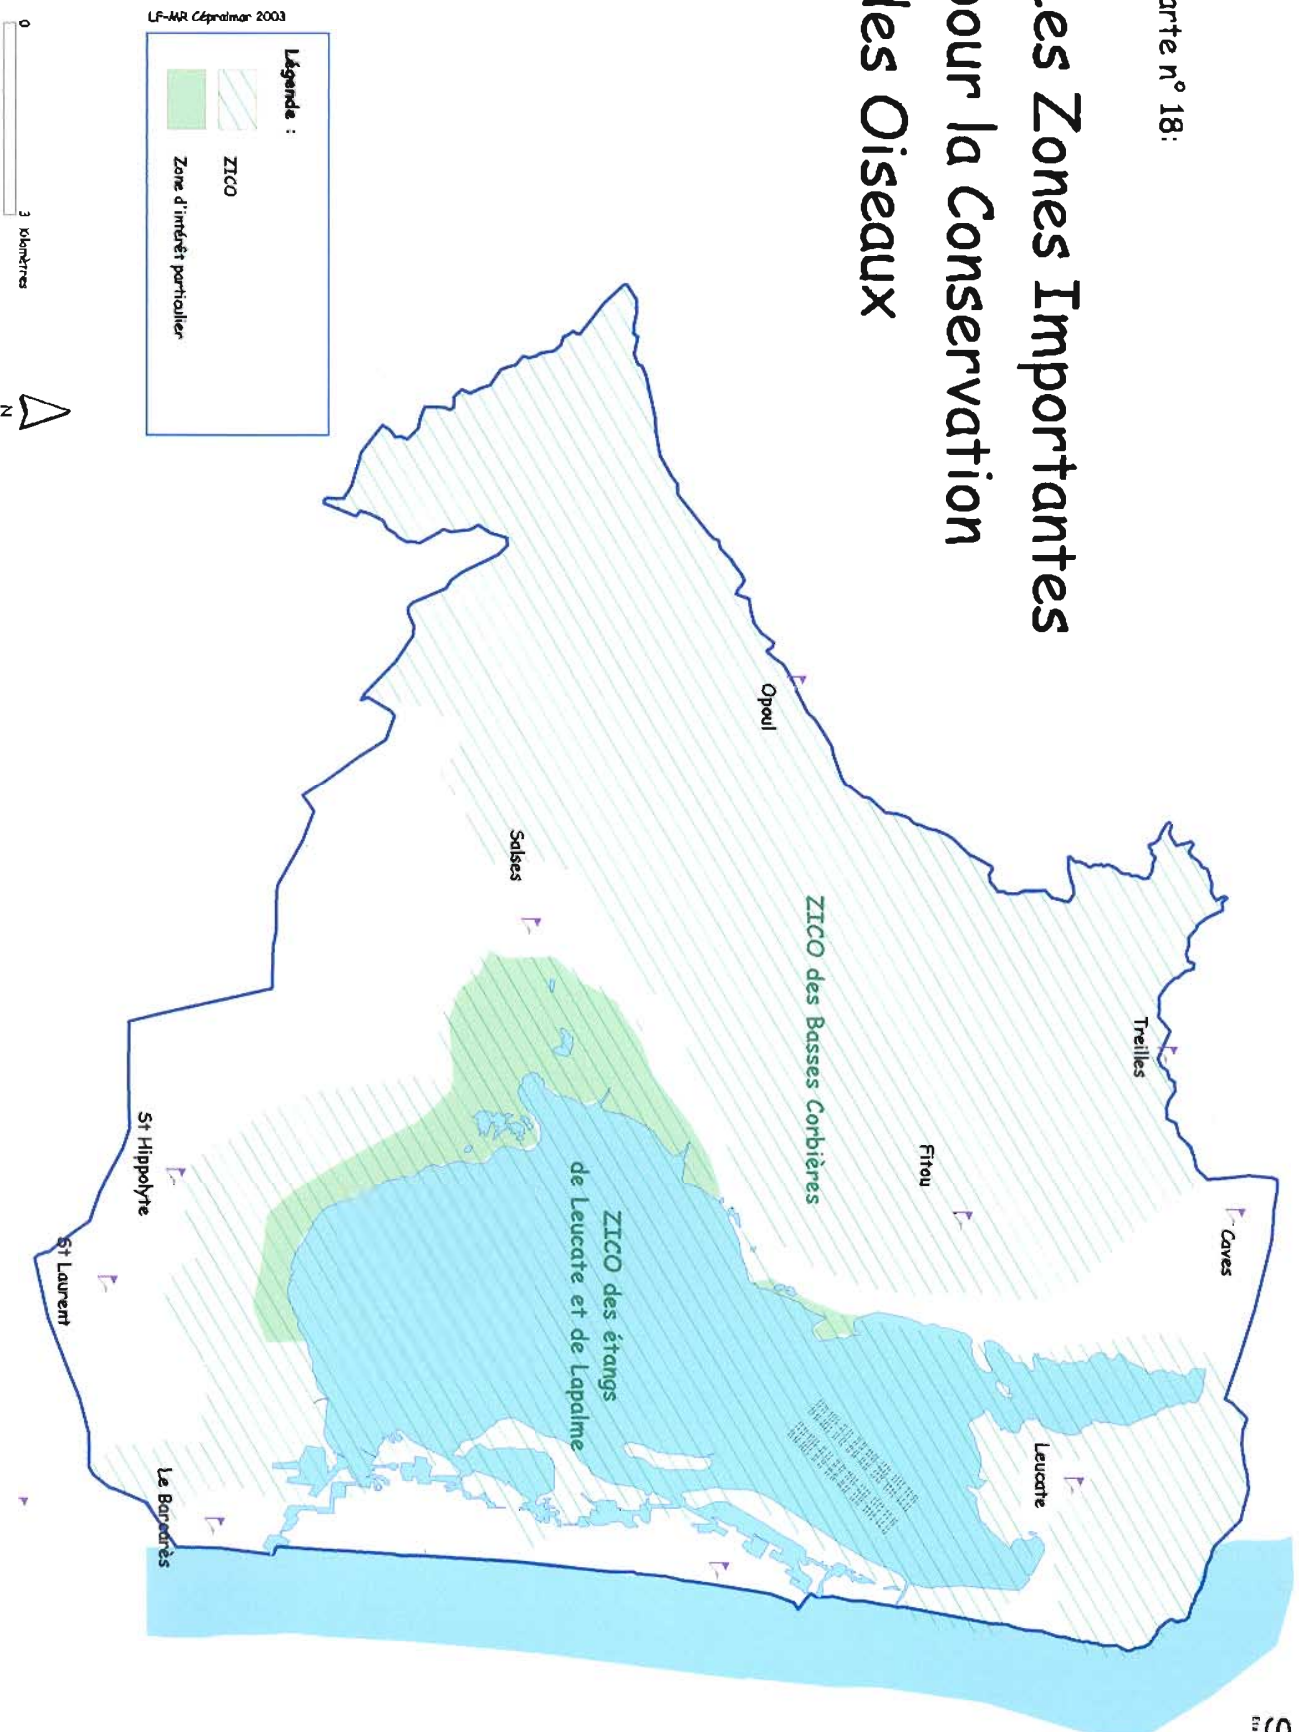 arte n° 18:
es Zones Importantes
our la Conservation
les Oiseaux
Caves
Treilles
Fitou
Leucate
Opoul
ZICO des Basses Corbières
ZICO des étangs
de Leucate et de Lapalme
Salses
St Hippolyte
St Laurent
Le Barcarès
LF-MR Cépralmar 2003
Légende :
ZICO
Zone d'intérêt particulier
0
3 Kilomètres
N